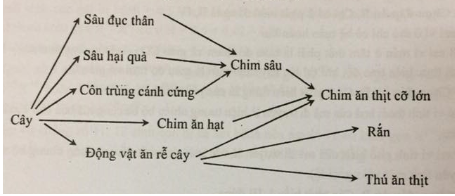 Sâu đục thân
Sâu hại quả
Chim sâu
Côn trùng cánh cứng
Chim ăn thịt cỡ lớn
Cây
Chim ăn hạt
Rắn
Động vật ăn rễ cây
Thú ăn thịt